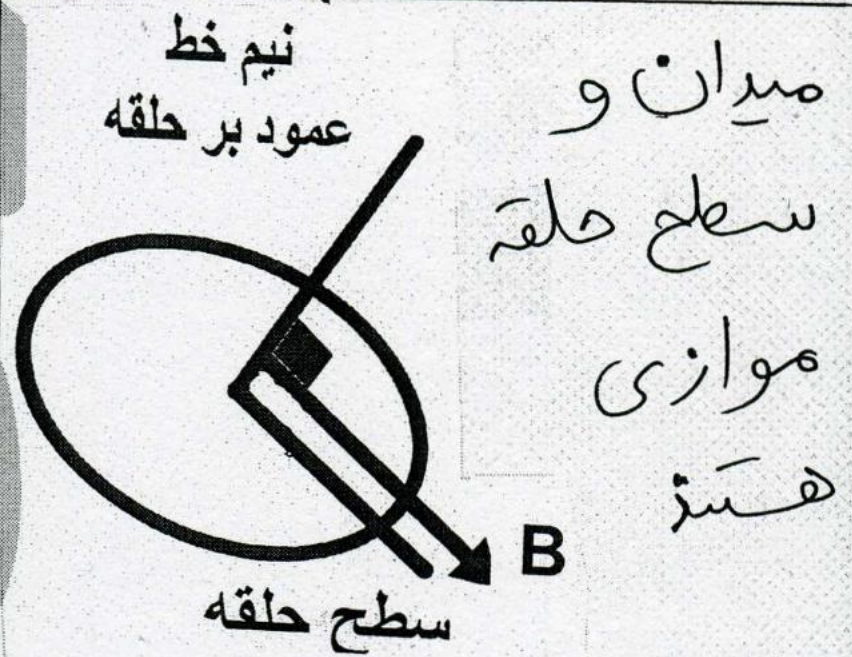 نیم خط
عمود بر حلقه
میدان و
سطح حلقه
موازی
هستند
B
سطح حلقه